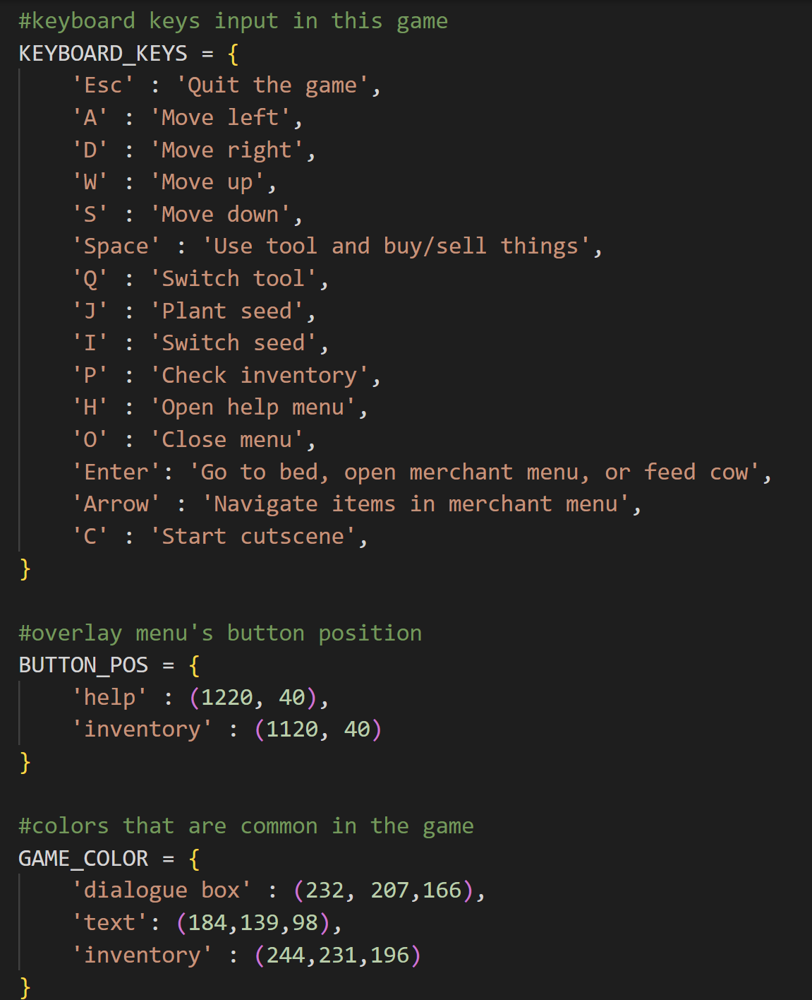 #keyboard keys input in this game
KEYBOARD_KEYS = {
    'Esc' : 'Quit the game',
    'A' : 'Move left',
    'D' : 'Move right',
    'W' : 'Move up',
    'S' : 'Move down',
    'Space' : 'Use tool and buy/sell things',
    'Q' : 'Switch tool',
    'J' : 'Plant seed',
    'I' : 'Switch seed',
    'P' : 'Check inventory',
    'H' : 'Open help menu',
    'O' : 'Close menu',
    'Enter': 'Go to bed, open merchant menu, or feed cow',
    'Arrow' : 'Navigate items in merchant menu',
    'C' : 'Start cutscene',
}

#overlay menu's button position
BUTTON_POS = {
    'help' : (1220, 40),
    'inventory' : (1120, 40)
}

#colors that are common in the game
GAME_COLOR = {
    'dialogue box' : (232, 207,166),
    'text': (184,139,98),
    'inventory' : (244,231,196)
}